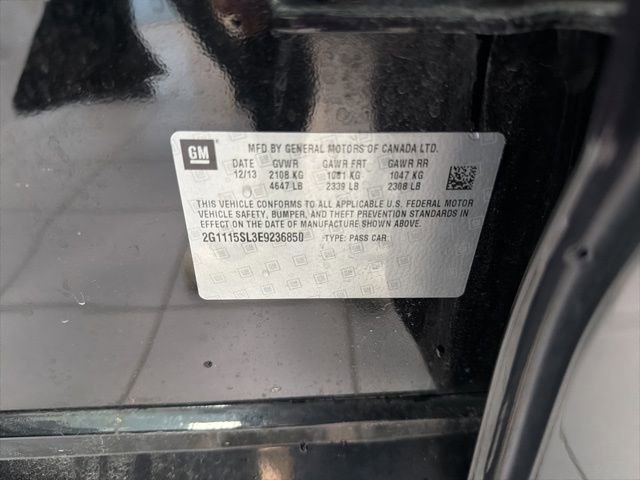 GM
MFD BY GENERAL MOTORS OF CANADA LTD.
DATE GVWR GAWR FRT GAWR RR
12/13 2108 KG 1061 KG 1047 KG
4647 LB 2339 LB 2308 LB
THIS VEHICLE CONFORMS TO ALL APPLICABLE U.S. FEDERAL MOTOR
VEHICLE SAFETY, BUMPER, AND THEFT PREVENTION STANDARDS IN
EFFECT ON THE DATE OF MANUFACTURE SHOWN ABOVE.
2G1115SL3E9236850 TYPE: PASS CAR